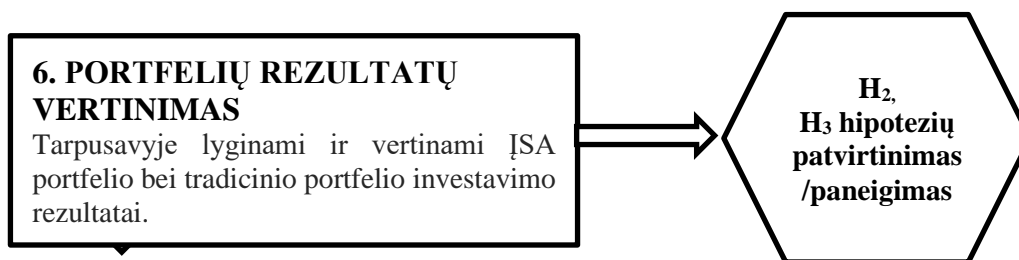 6. PORTFELIŲ REZULTATŲ
VERTINIMAS
Tarpusavyje lyginami ir vertinami ĮSA
portfelio bei tradicinio portfelio investavimo
rezultatai.
H₂,
H₃ hipotezių
patvirtinimas
/paneigimas